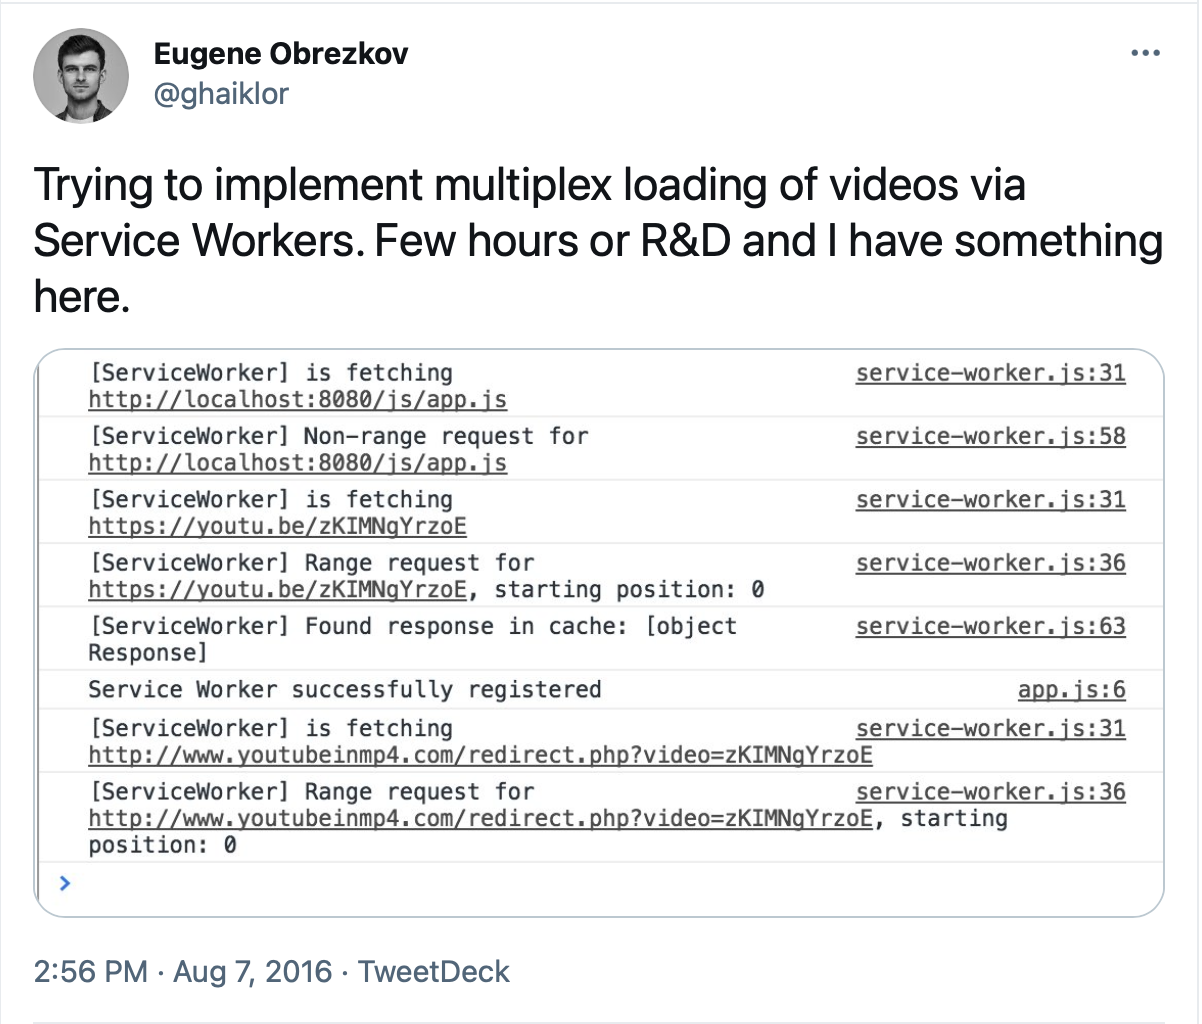 Eugene Obrezkov
@ghaiklor
Trying to implement multiplex loading of videos via
Service Workers. Few hours or R&D and I have something
here.
[ServiceWorker] is fetching service-worker.js:31
http://localhost:8080/js/app.js
[ServiceWorker] Non-range request for service-worker.js:58
http://localhost:8080/js/app.js
[ServiceWorker] is fetching service-worker.js:31
https://youtu.be/zKIMNgYrzoE
[ServiceWorker] Range request for service-worker.js:36
https://youtu.be/zKIMNgYrzoE, starting position: 0
[ServiceWorker] Found response in cache: [object service-worker.js:63
Response]
Service Worker successfully registered app.js:6
[ServiceWorker] is fetching service-worker.js:31
http://www.youtubeinmp4.com/redirect.php?video=zKIMNgYrzoE
[ServiceWorker] Range request for service-worker.js:36
http://www.youtubeinmp4.com/redirect.php?video=zKIMNgYrzoE, starting
position: 0
2:56 PM · Aug 7, 2016 · TweetDeck